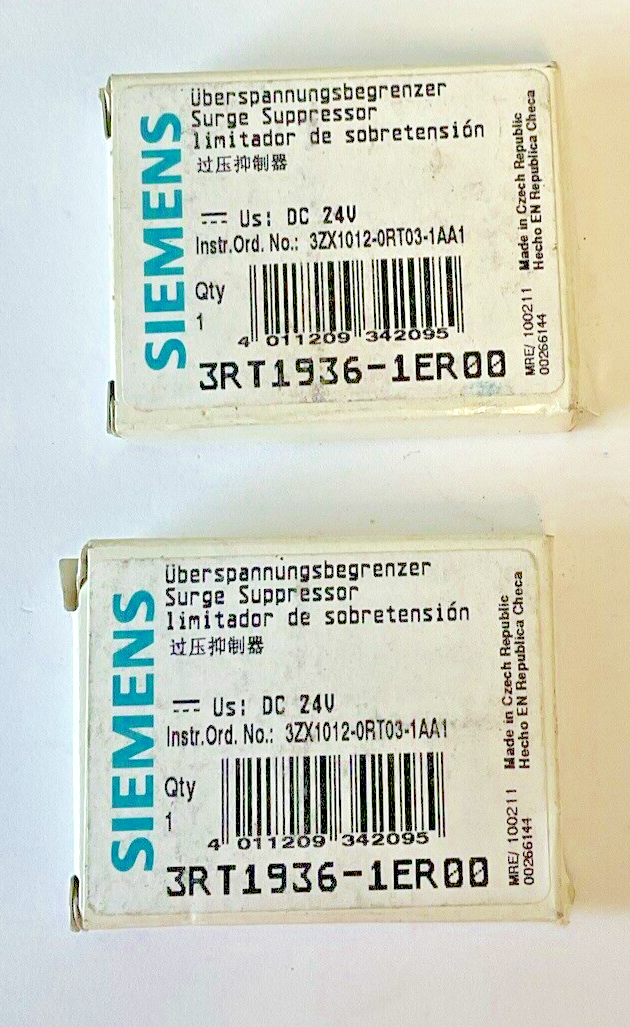 SIEMENS
Überspannungsbegrenzer
Surge Suppressor
limitador de sobretensión
过压抑制器
Us: DC 24V
Instr.Ord. No.: 3ZX1012-0RT03-1AA1
Qty
1
4 011209 342095
3RT1936-1ER00
Made in Czech Republic
Hecho EN Republica Checa
MRE/ 100211
00266144
SIEMENS
Überspannungsbegrenzer
Surge Suppressor
limitador de sobretensión
过压抑制器
Us: DC 24V
Instr.Ord. No.: 3ZX1012-0RT03-1AA1
Qty
1
4 011209 342095
3RT1936-1ER00
Made in Czech Republic
Hecho EN Republica Checa
MRE/ 100211
00266144